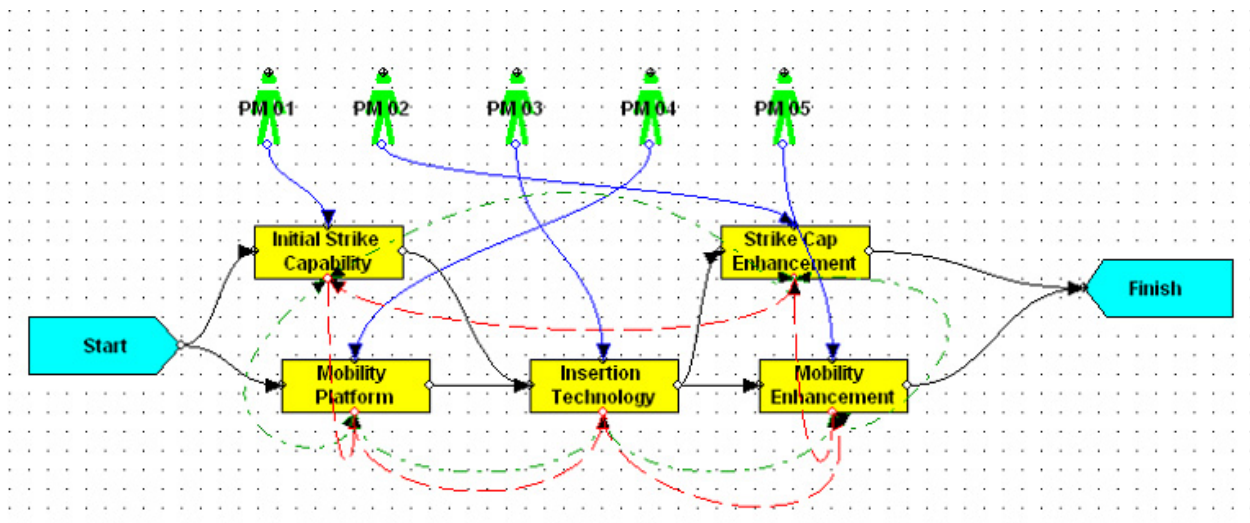 PM 01
PM 02
PM 03
PM 04
PM 05
Initial Strike
Capability
Strike Cap
Enhancement
Finish
Start
Mobility
Platform
Insertion
Technology
Mobility
Enhancement